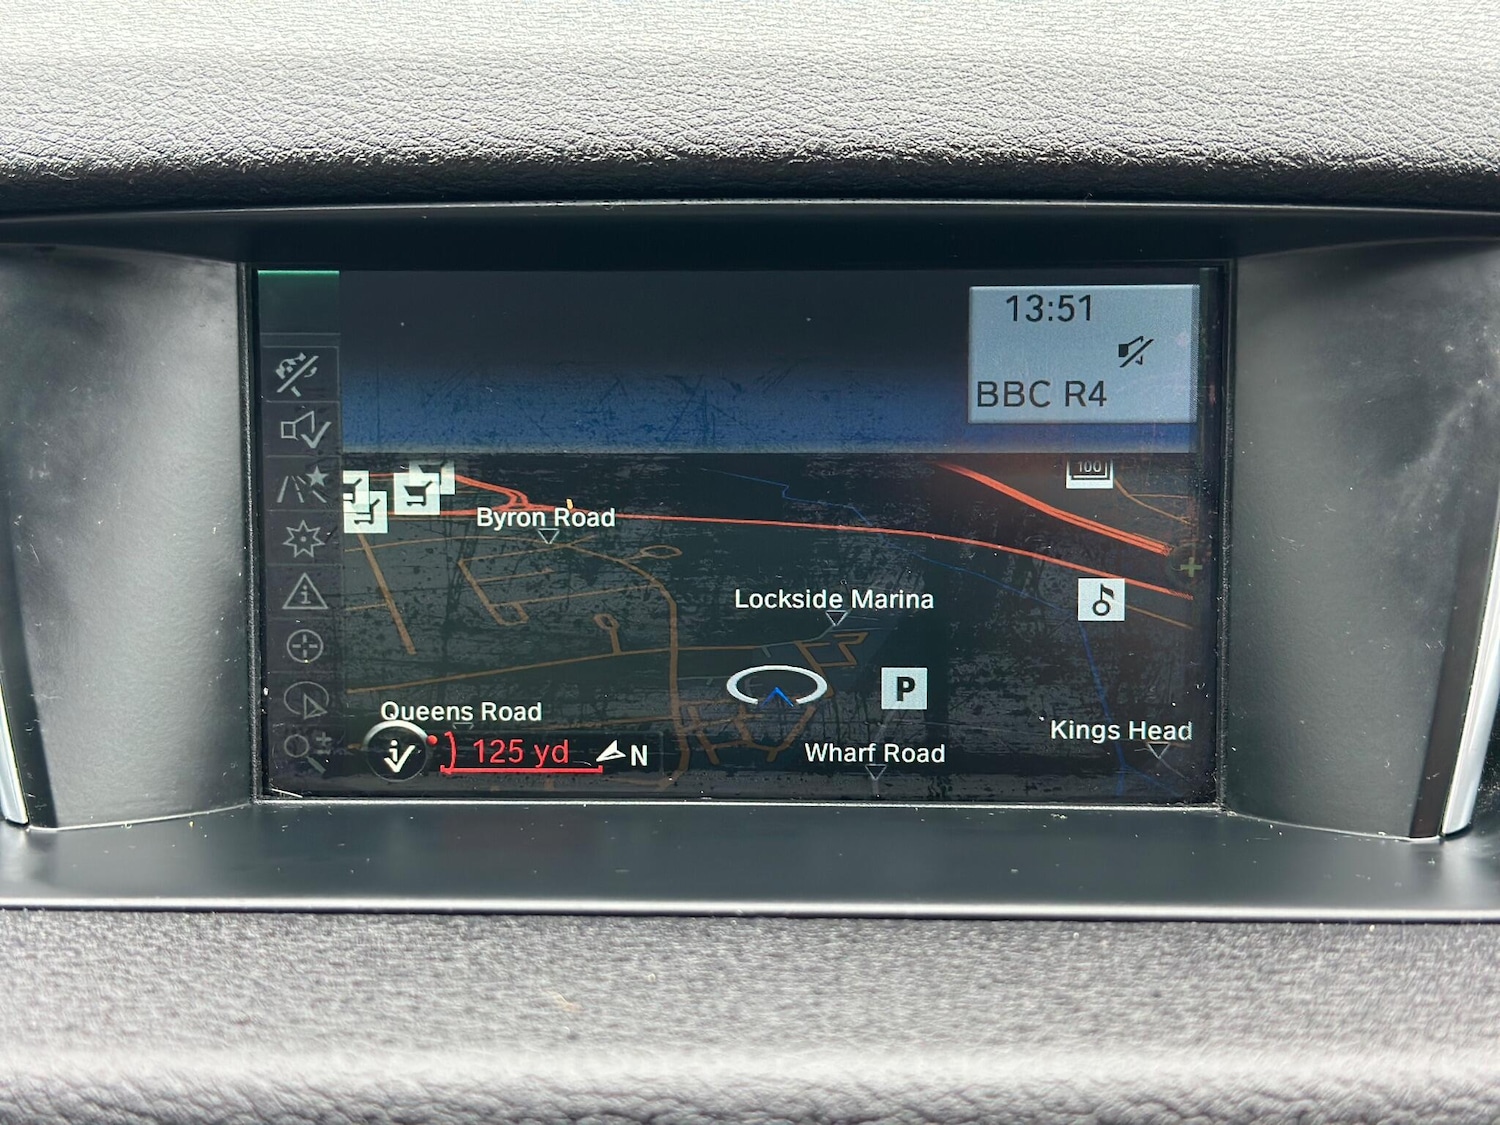 13:51
BBC R4
100
Byron Road
Lockside Marina
P
Queens Road
Kings Head
125 yd
N
Wharf Road